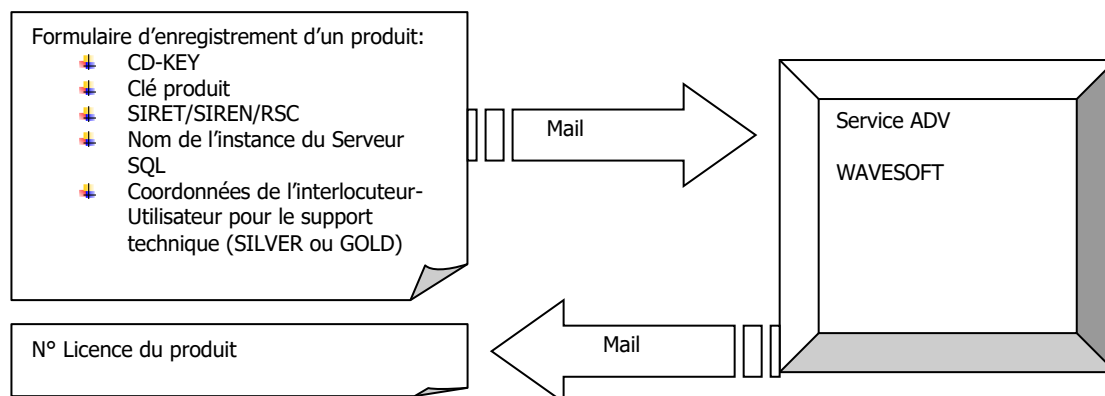 Formulaire d'enregistrement d'un produit:
CD-KEY
Clé produit
SIRET/SIREN/RSC
Nom de l'instance du Serveur
SQL
Coordonnées de l'interlocuteur-
Utilisateur pour le support
technique (SILVER ou GOLD)
Mail
Service ADV
WAVESOFT
N° Licence du produit
Mail